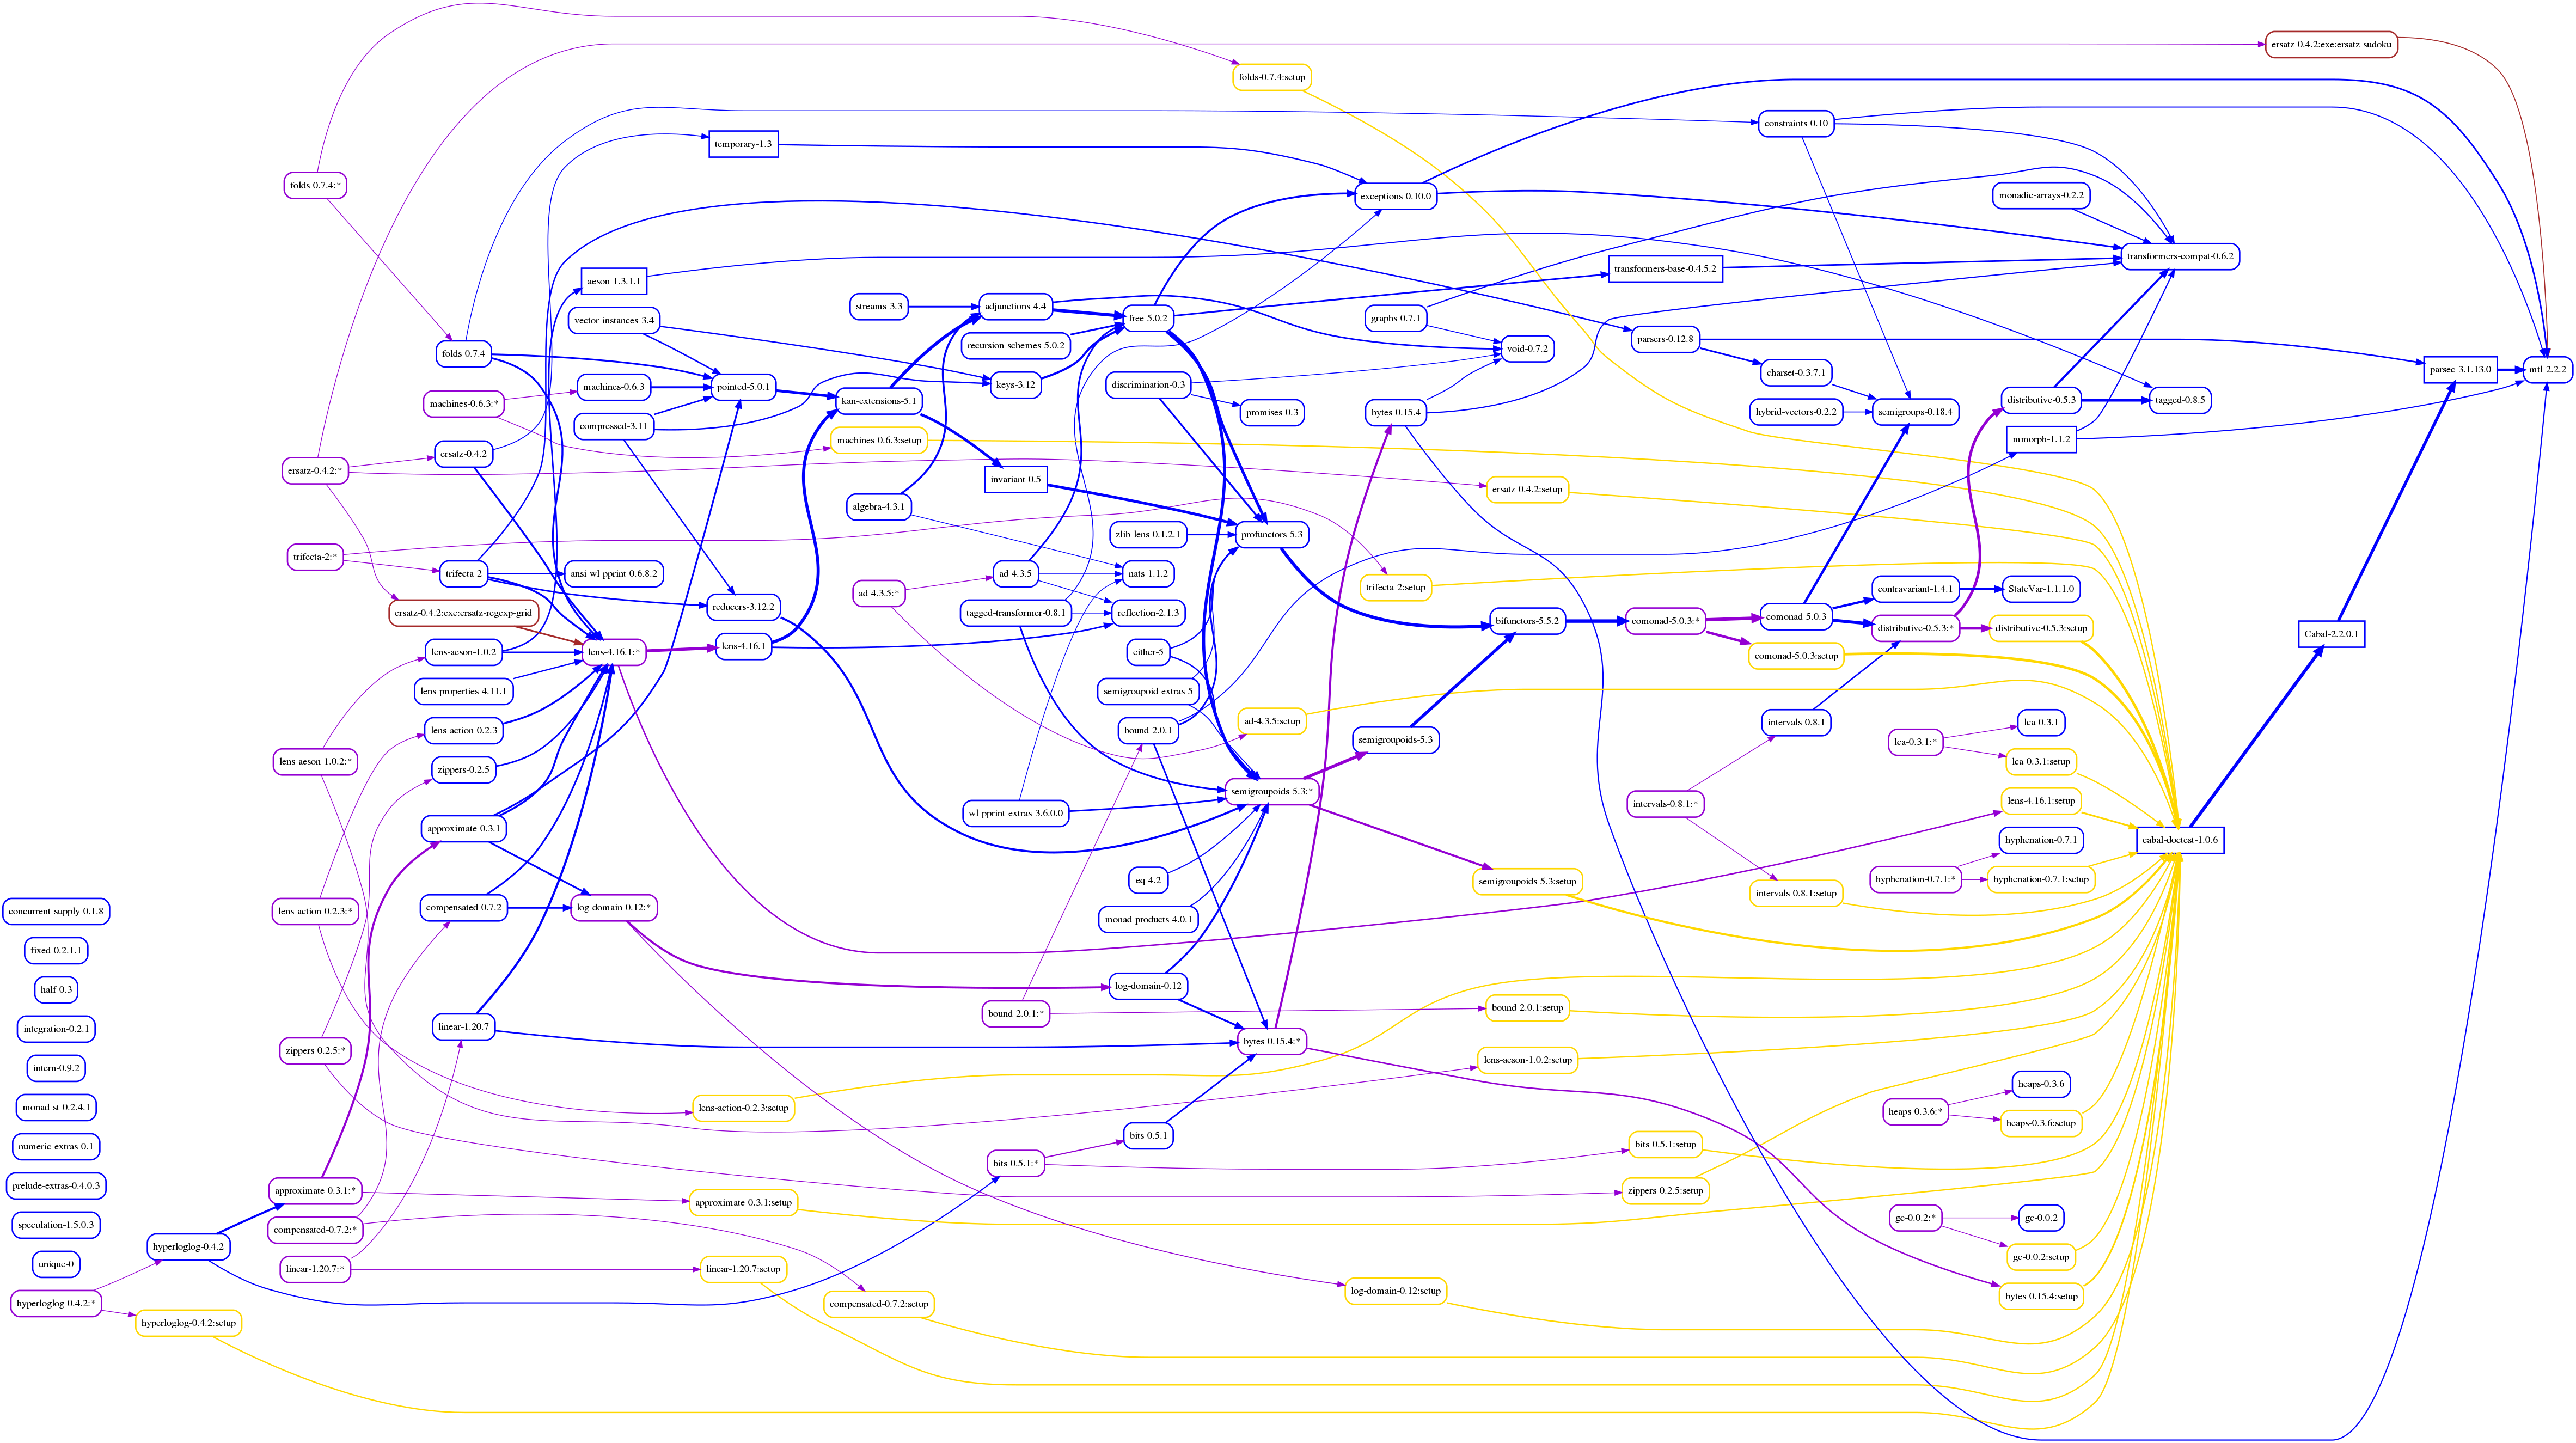 ersatz-0.4.2:exe:ersatz-sudoku
folds-0.7.4:setup
constraints-0.10
temporary-1.3
folds-0.7.4:*
exceptions-0.10.0
monadic-arrays-0.2.2
transformers-compat-0.6.2
transformers-base-0.4.5.2
aeson-1.3.1.1
streams-3.3
adjunctions-4.4
free-5.0.2
graphs-0.7.1
vector-instances-3.4
recursion-schemes-5.0.2
void-0.7.2
parsers-0.12.8
folds-0.7.4
parsec-3.1.13.0
mtl-2.2.2
charset-0.3.7.1
machines-0.6.3
pointed-5.0.1
keys-3.12
discrimination-0.3
kan-extensions-5.1
distributive-0.5.3
tagged-0.8.5
machines-0.6.3:*
promises-0.3
bytes-0.15.4
hybrid-vectors-0.2.2
semigroups-0.18.4
compressed-3.11
machines-0.6.3:setup
mmorph-1.1.2
ersatz-0.4.2
ersatz-0.4.2:*
invariant-0.5
ersatz-0.4.2:setup
algebra-4.3.1
zlib-lens-0.1.2.1
profunctors-5.3
trifecta-2:*
trifecta-2
ansi-wl-pprint-0.6.8.2
ad-4.3.5
nats-1.1.2
trifecta-2:setup
contravariant-1.4.1
StateVar-1.1.1.0
ad-4.3.5:*
ersatz-0.4.2:exe:ersatz-regexp-grid
reducers-3.12.2
tagged-transformer-0.8.1
reflection-2.1.3
bifunctors-5.5.2
comonad-5.0.3:*
comonad-5.0.3
distributive-0.5.3:*
distributive-0.5.3:setup
Cabal-2.2.0.1
lens-aeson-1.0.2
lens-4.16.1:*
lens-4.16.1
either-5
comonad-5.0.3:setup
lens-properties-4.11.1
semigroupoid-extras-5
lens-action-0.2.3
bound-2.0.1
ad-4.3.5:setup
semigroupoids-5.3
intervals-0.8.1
lca-0.3.1
lca-0.3.1:*
lens-aeson-1.0.2:*
zippers-0.2.5
lca-0.3.1:setup
semigroupoids-5.3:*
intervals-0.8.1:*
lens-4.16.1:setup
wl-pprint-extras-3.6.0.0
approximate-0.3.1
hyphenation-0.7.1
cabal-doctest-1.0.6
eq-4.2
semigroupoids-5.3:setup
hyphenation-0.7.1:*
hyphenation-0.7.1:setup
intervals-0.8.1:setup
concurrent-supply-0.1.8
lens-action-0.2.3:*
compensated-0.7.2
log-domain-0.12:*
monad-products-4.0.1
fixed-0.2.1.1
half-0.3
log-domain-0.12
bound-2.0.1:*
bound-2.0.1:setup
integration-0.2.1
linear-1.20.7
bytes-0.15.4:*
zippers-0.2.5:*
lens-aeson-1.0.2:setup
intern-0.9.2
heaps-0.3.6
monad-st-0.2.4.1
lens-action-0.2.3:setup
heaps-0.3.6:*
heaps-0.3.6:setup
numeric-extras-0.1
bits-0.5.1
bits-0.5.1:setup
bits-0.5.1:*
prelude-extras-0.4.0.3
approximate-0.3.1:*
approximate-0.3.1:setup
zippers-0.2.5:setup
speculation-1.5.0.3
compensated-0.7.2:*
gc-0.0.2:*
gc-0.0.2
hyperloglog-0.4.2
gc-0.0.2:setup
unique-0
linear-1.20.7:*
linear-1.20.7:setup
log-domain-0.12:setup
bytes-0.15.4:setup
hyperloglog-0.4.2:*
compensated-0.7.2:setup
hyperloglog-0.4.2:setup